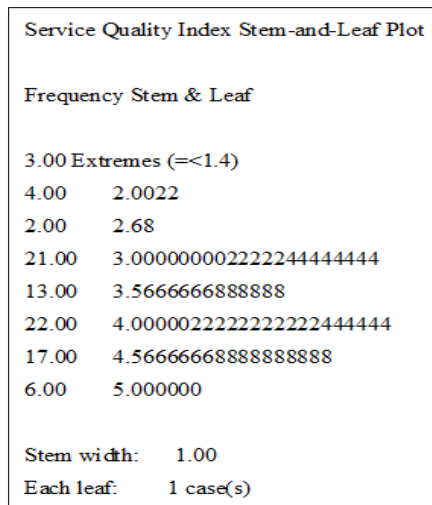 Service Quality Index Stem-and-Leaf Plot
Frequency Stem & Leaf
3.00 Extremes (=<1.4)
4.00 2.0022
2.00 2.68
21.00 3.000000002222244444444
13.00 3.5666666888888
22.00 4.0000022222222222444444
17.00 4.56666668888888888
6.00 5.000000
Stem width: 1.00
Each leaf: 1 case(s)